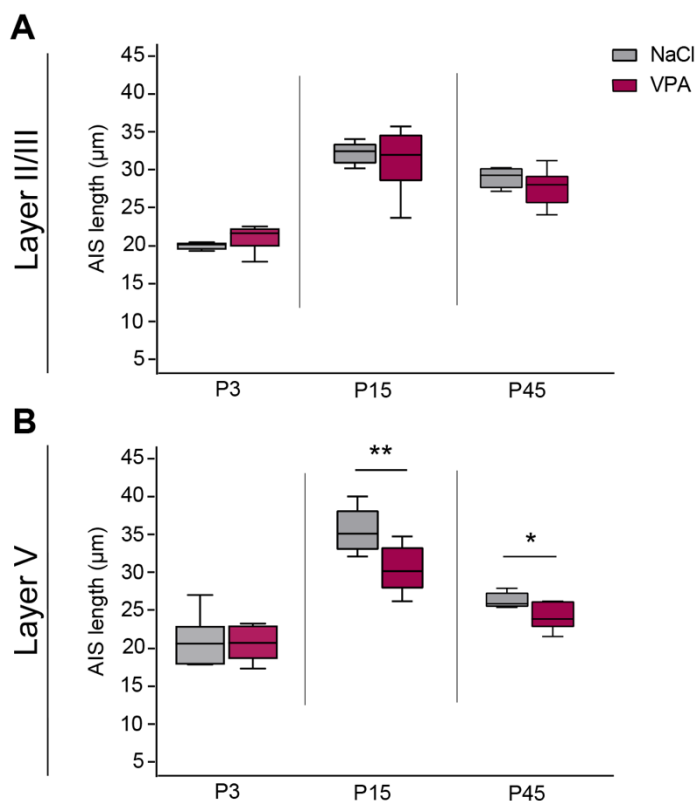 A
Layer II/III
AIS length (µm)
45
40
35
30
25
20
15
10
5
P3
P15
P45
NaCl
VPA
B
Layer V
AIS length (µm)
45
40
35
30
25
20
15
10
5
**
*
P3
P15
P45